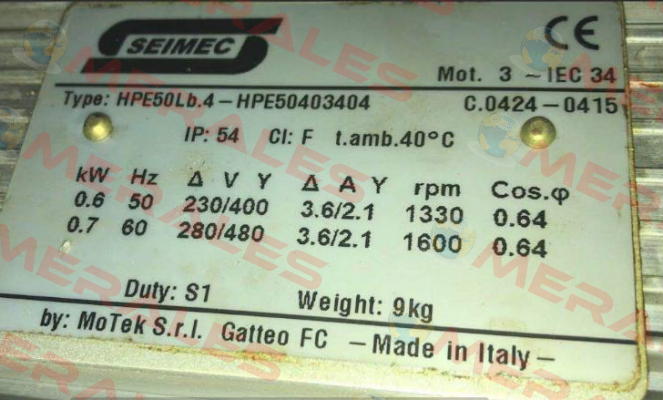 SEIMEC
CE
Mot. 3 ~ IEC 34
Type: HPE50Lb.4-HPE50403404 C.0424-0415
IP: 54 Cl: F t.amb.40°C
kW Hz Δ V Y Δ A Y rpm Cos.φ
0.6 50 230/400 3.6/2.1 1330 0.64
0.7 60 280/480 3.6/2.1 1600 0.64
Duty: S1 Weight: 9kg
by: MoTek S.r.l. Gatteo FC -Made in Italy-
MERALES